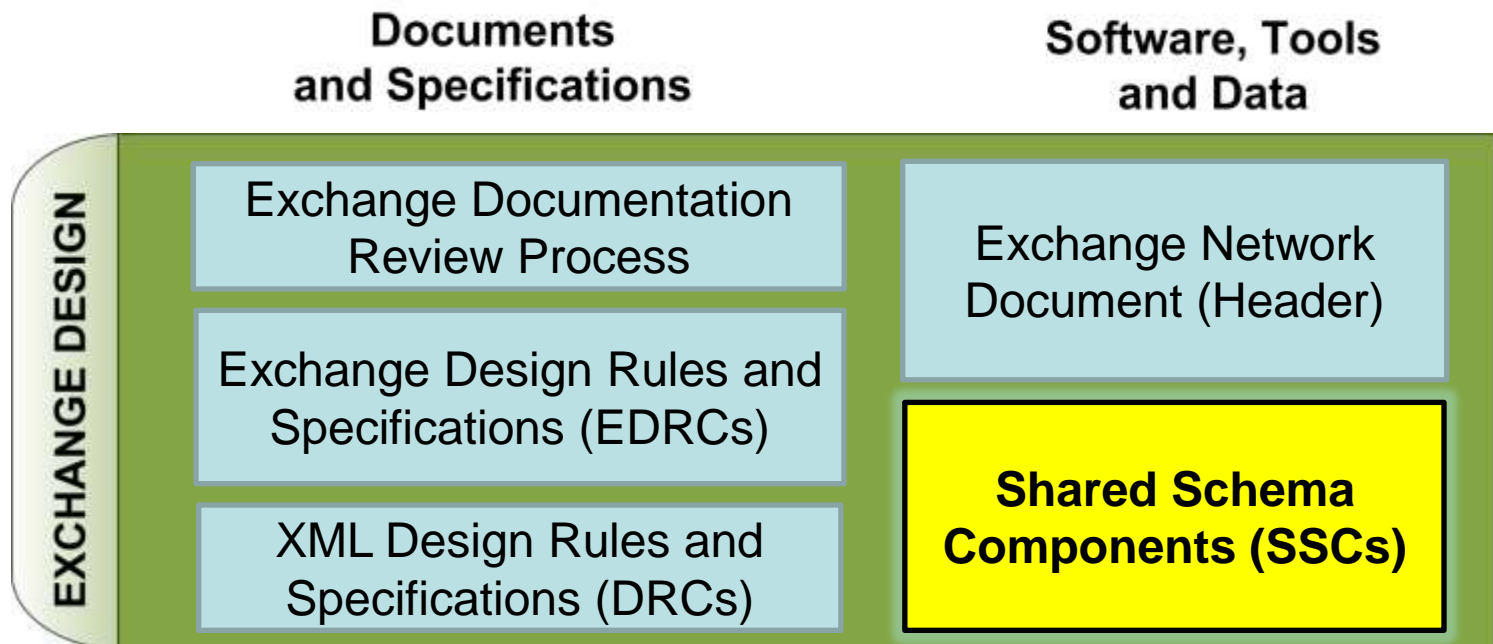 Documents
and Specifications
Software, Tools
and Data
EXCHANGE DESIGN
Exchange Documentation
Review Process
Exchange Design Rules and
Specifications (EDRCs)
XML Design Rules and
Specifications (DRCs)
Exchange Network
Document (Header)
Shared Schema
Components (SSCs)